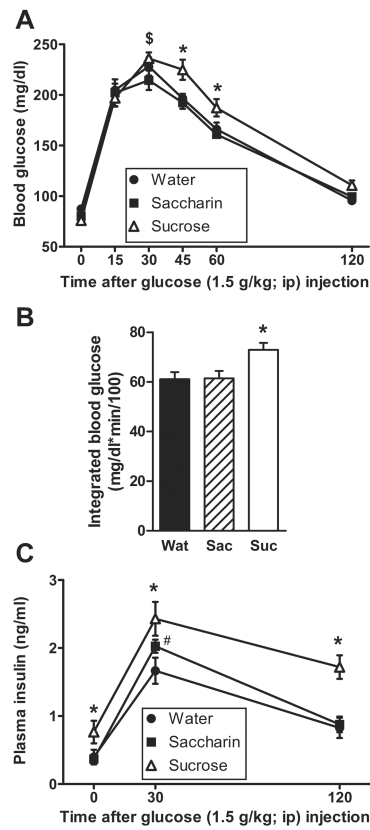 A
$
*
*
250
200
150
100
50
Blood glucose (mg/dl)
Water
Saccharin
Sucrose
0 15 30 45 60 120
Time after glucose (1.5 g/kg; ip) injection
B
*
80
60
40
20
0
Integrated blood glucose
(mg/dl*min/100)
Wat Sac Suc
C
*
*
*
#
3
2
1
0
Plasma insulin (ng/ml)
Water
Saccharin
Sucrose
0 30 120
Time after glucose (1.5 g/kg; ip) injection